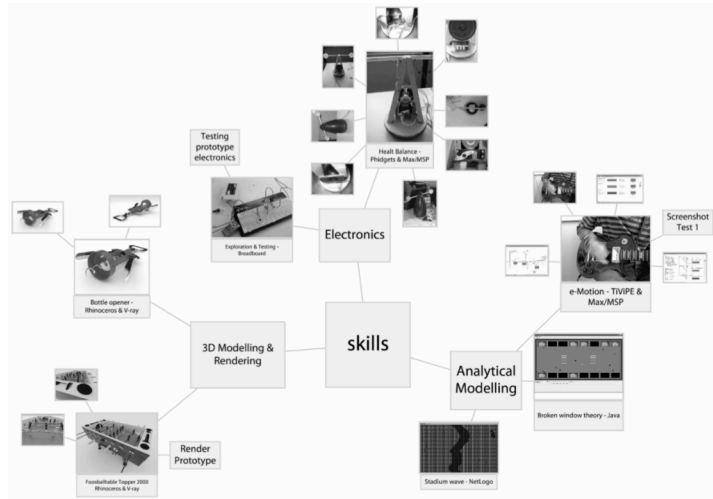 Testing
prototype
electronics
Healt Balance -
Phidgets & Max/MSP
Exploration & Testing -
Breadboard
Electronics
Screenshot
Test 1
e-Motion - TiViPE &
Max/MSP
Bottle opener -
Rhinoceros & V-ray
3D Modelling &
Rendering
skills
Analytical
Modelling
Broken window theory - Java
Render
Prototype
Foosballtable Topper 2000
Rhinoceros & V-ray
Stadium wave - NetLogo